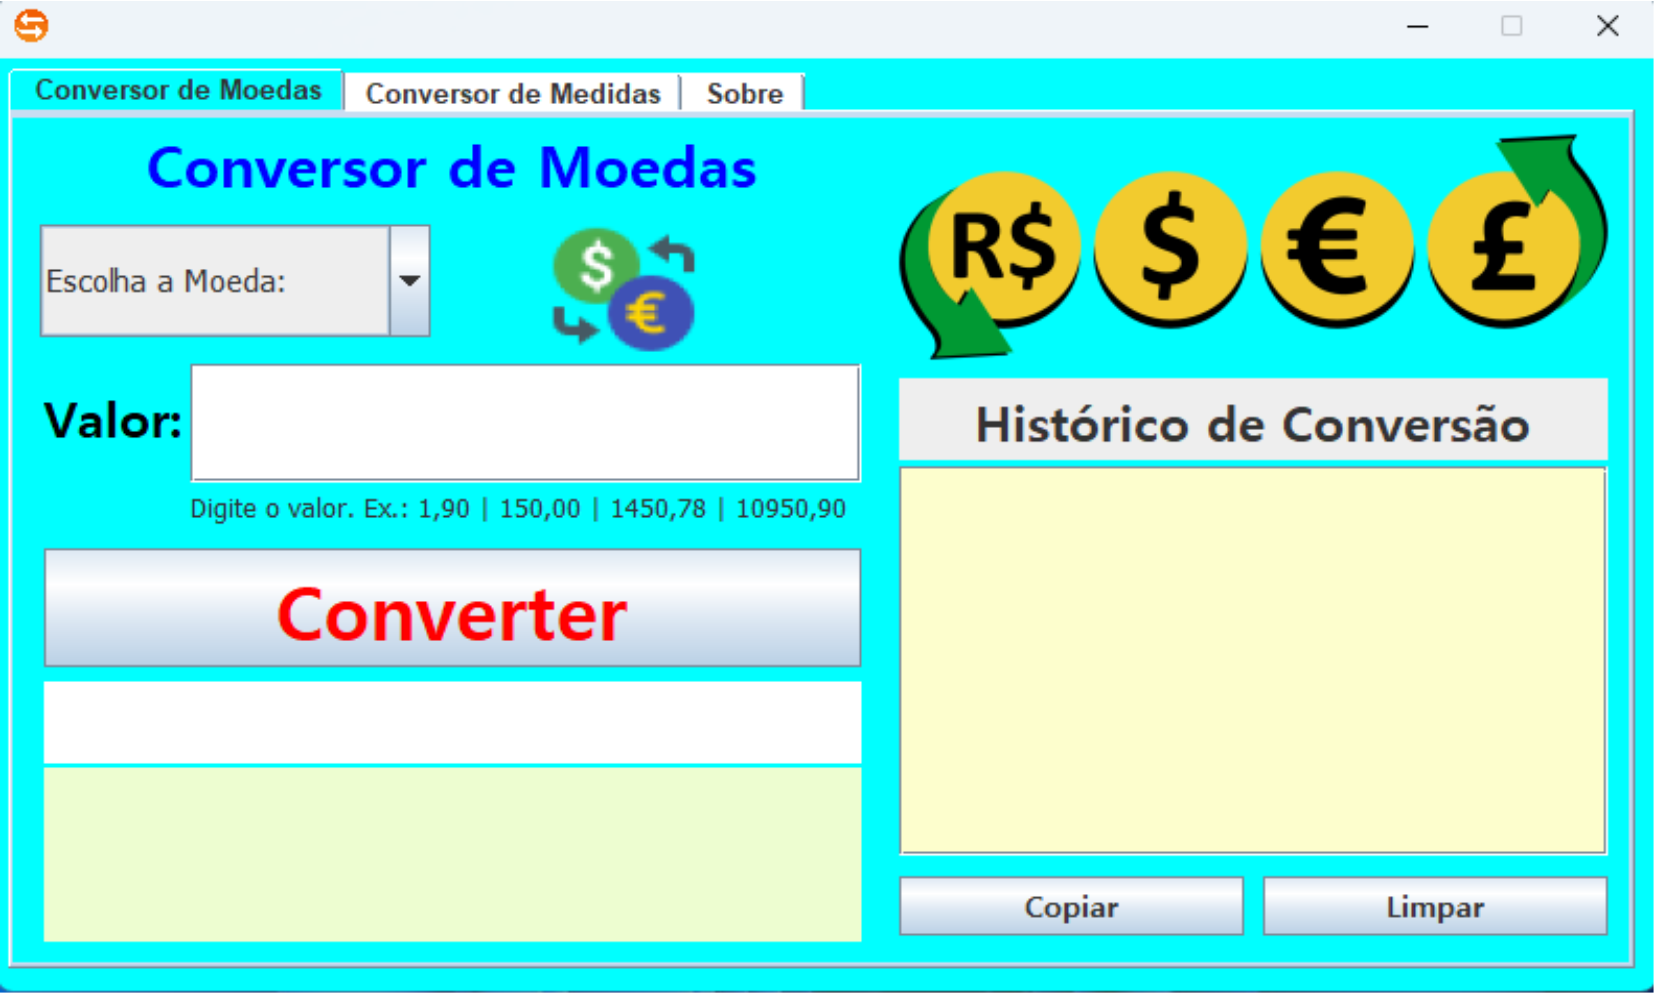 Conversor de Moedas
Conversor de Medidas
Sobre
Conversor de Moedas
Escolha a Moeda:
$
€
R$ $ € £
Valor:
Digite o valor. Ex.: 1,90 | 150,00 | 1450,78 | 10950,90
Converter
Histórico de Conversão
Copiar
Limpar